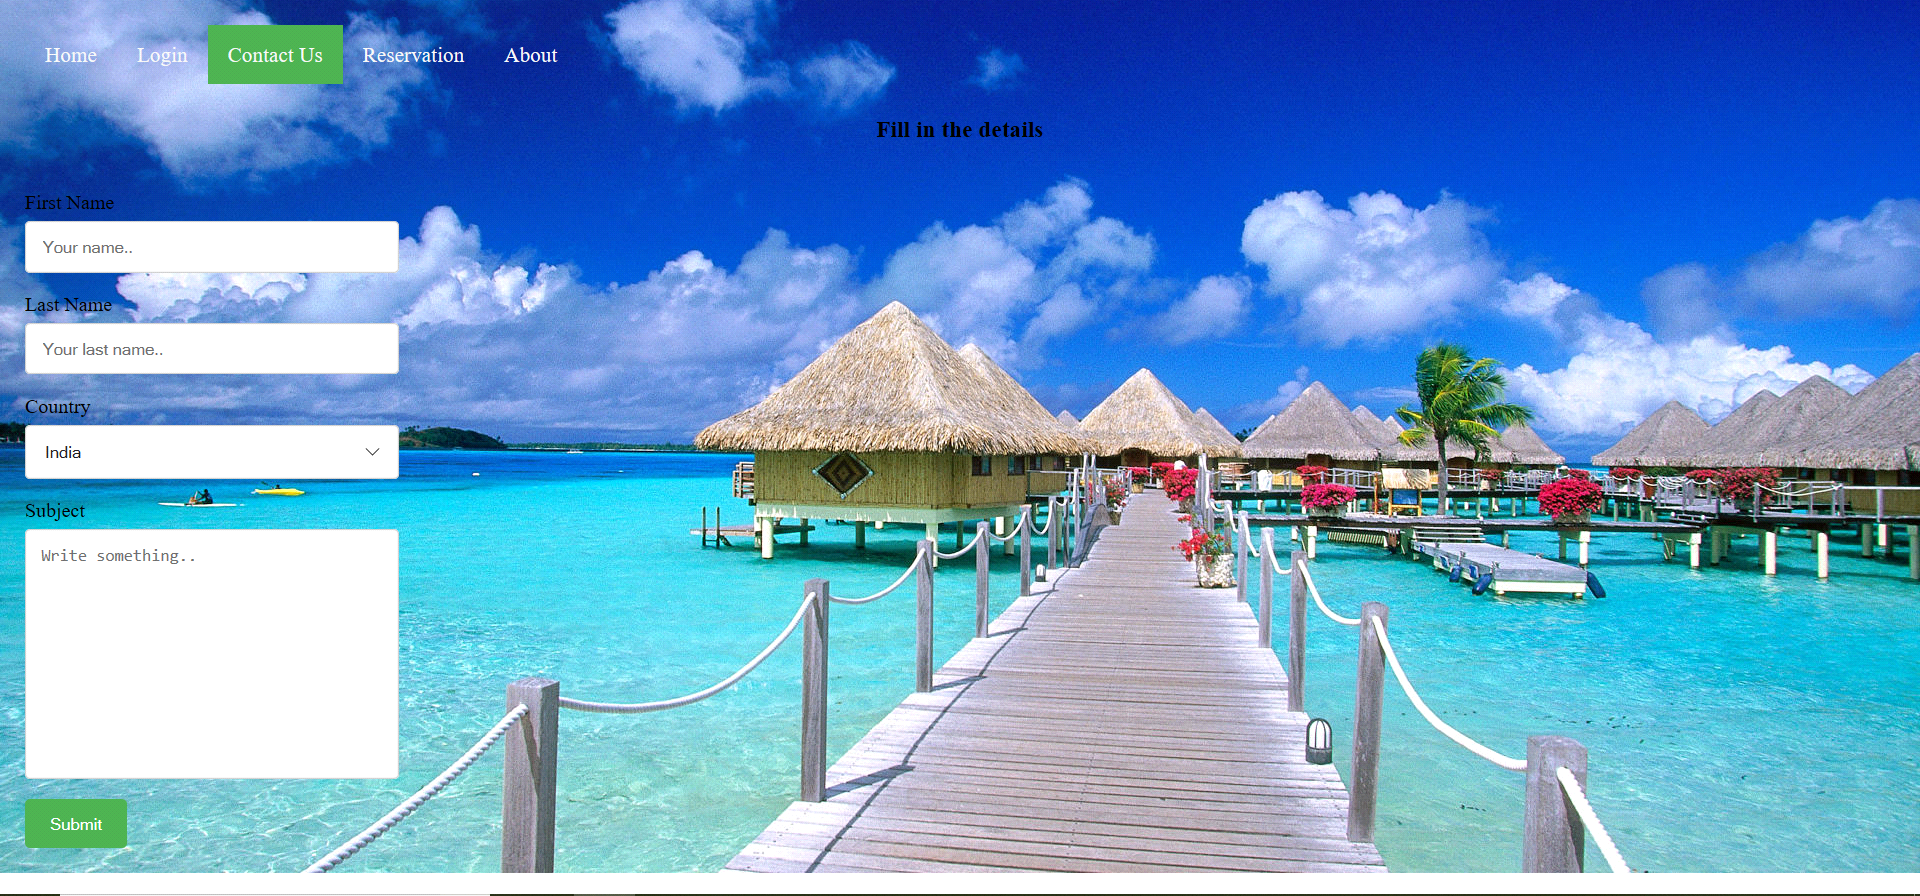 Home Login Contact Us Reservation About
Fill in the details
First Name
Your name..
Last Name
Your last name..
Country
India
Subject
Write something..
Submit